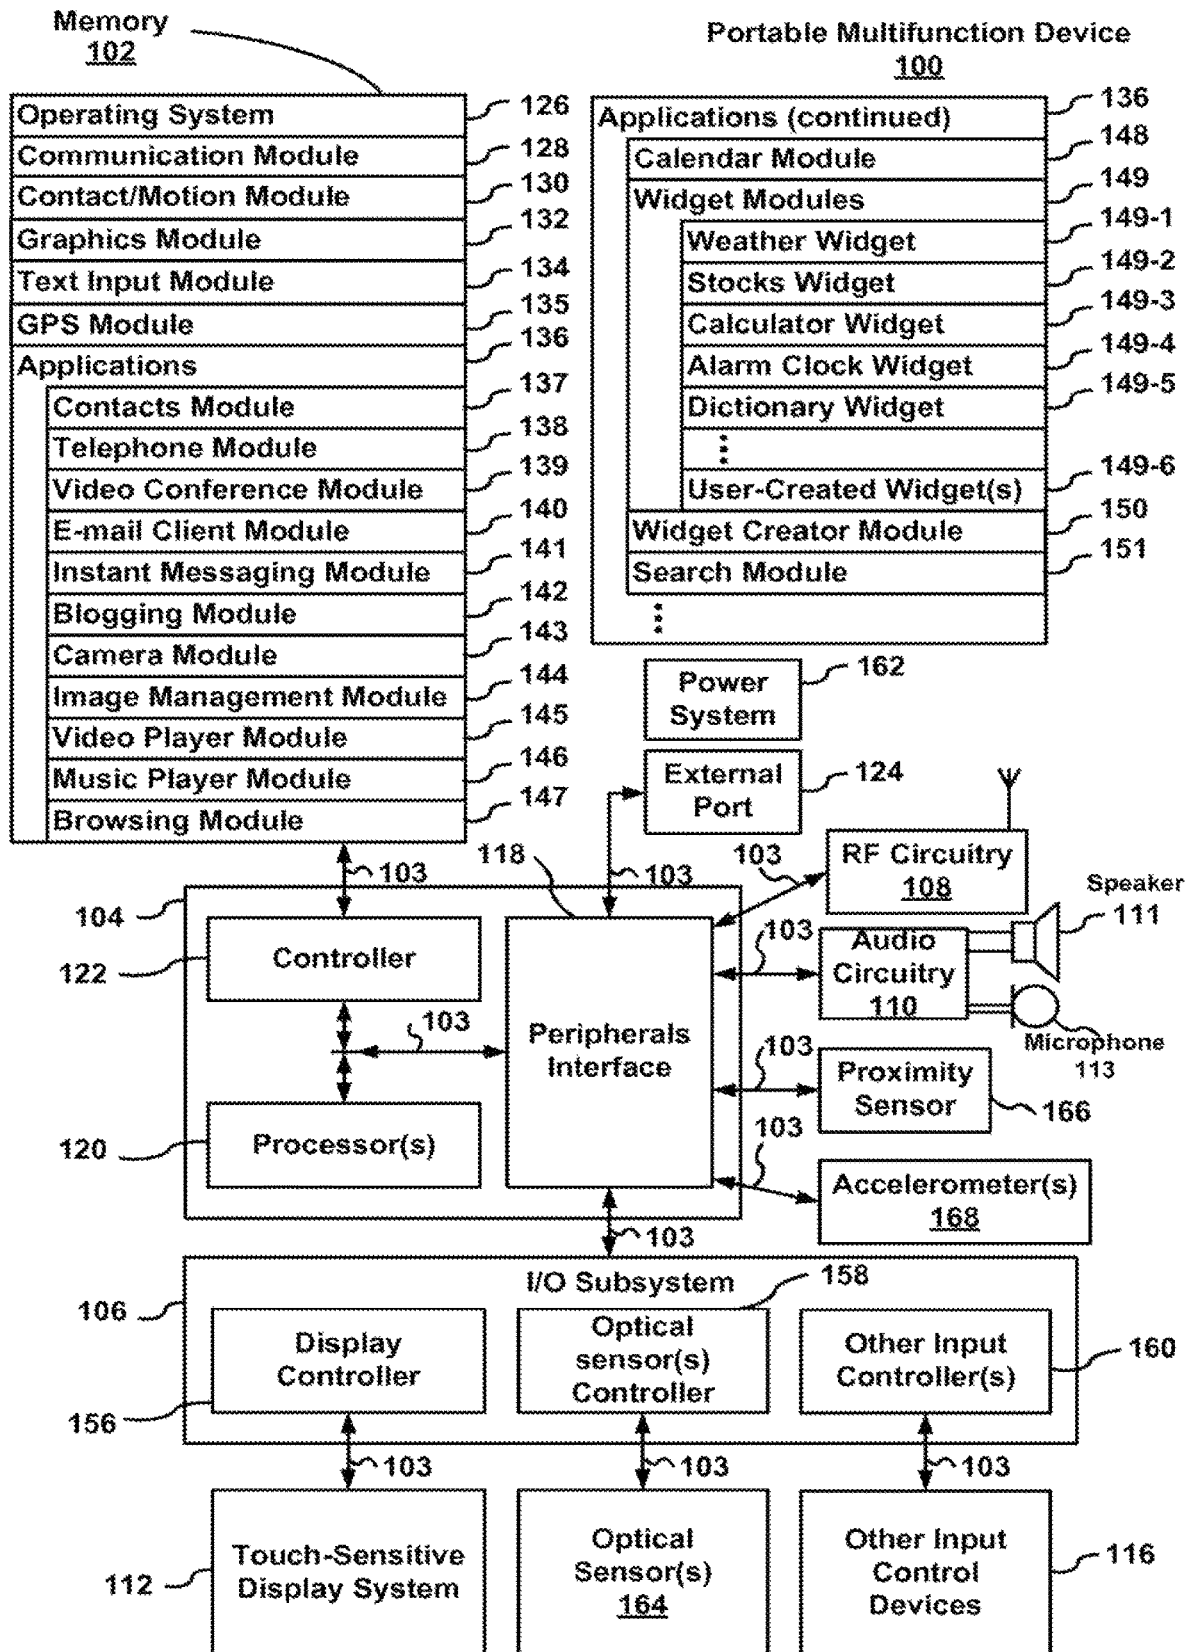 Memory
102
Portable Multifunction Device
100
Operating System
126
Communication Module
128
Contact/Motion Module
130
Graphics Module
132
Text Input Module
134
GPS Module
135
Applications
136
Contacts Module
137
Telephone Module
138
Video Conference Module
139
E-mail Client Module
140
Instant Messaging Module
141
Blogging Module
142
Camera Module
143
Image Management Module
144
Video Player Module
145
Music Player Module
146
Browsing Module
147
Applications (continued)
136
Calendar Module
148
Widget Modules
149
Weather Widget
149-1
Stocks Widget
149-2
Calculator Widget
149-3
Alarm Clock Widget
149-4
Dictionary Widget
149-5
...
User-Created Widget(s)
149-6
Widget Creator Module
150
Search Module
151
...
Power
System
162
External
Port
124
103
118
103
103
RF Circuitry
108
Speaker
111
104
Controller
122
103
Audio
Circuitry
110
Microphone
113
103
Peripherals
Interface
103
Proximity
Sensor
166
Processor(s)
120
103
Accelerometer(s)
168
103
I/O Subsystem
106
158
Display
Controller
156
Optical
sensor(s)
Controller
Other Input
Controller(s)
160
103
103
103
Touch-Sensitive
Display System
112
Optical
Sensor(s)
164
Other Input
Control
Devices
116